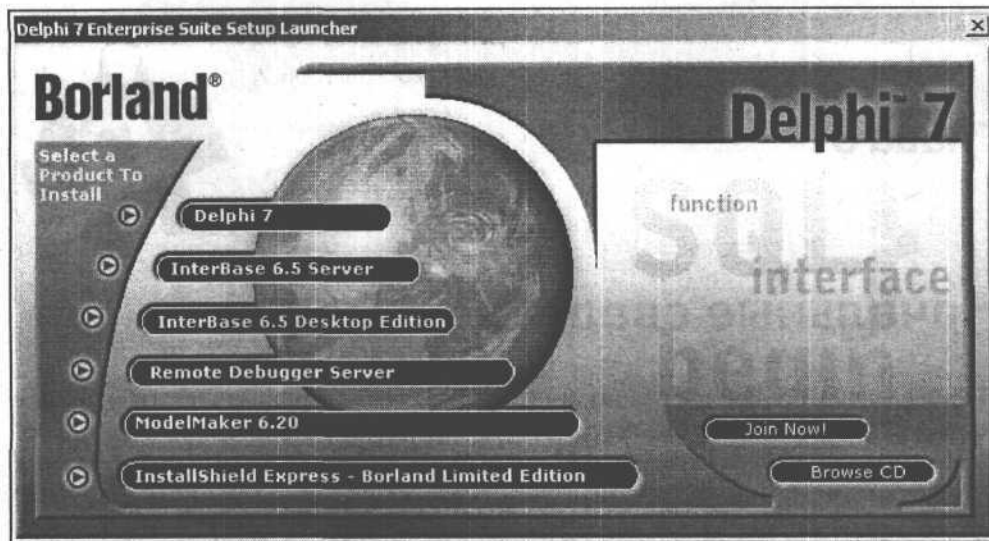 Delphi 7 Enterprise Suite Setup Launcher
Borland®
Delphi™ 7
Select a
Product To
Install
Delphi 7
InterBase 6.5 Server
InterBase 6.5 Desktop Edition
Remote Debugger Server
ModelMaker 6.20
InstallShield Express - Borland Limited Edition
function
interface
Join Now!
Browse CD